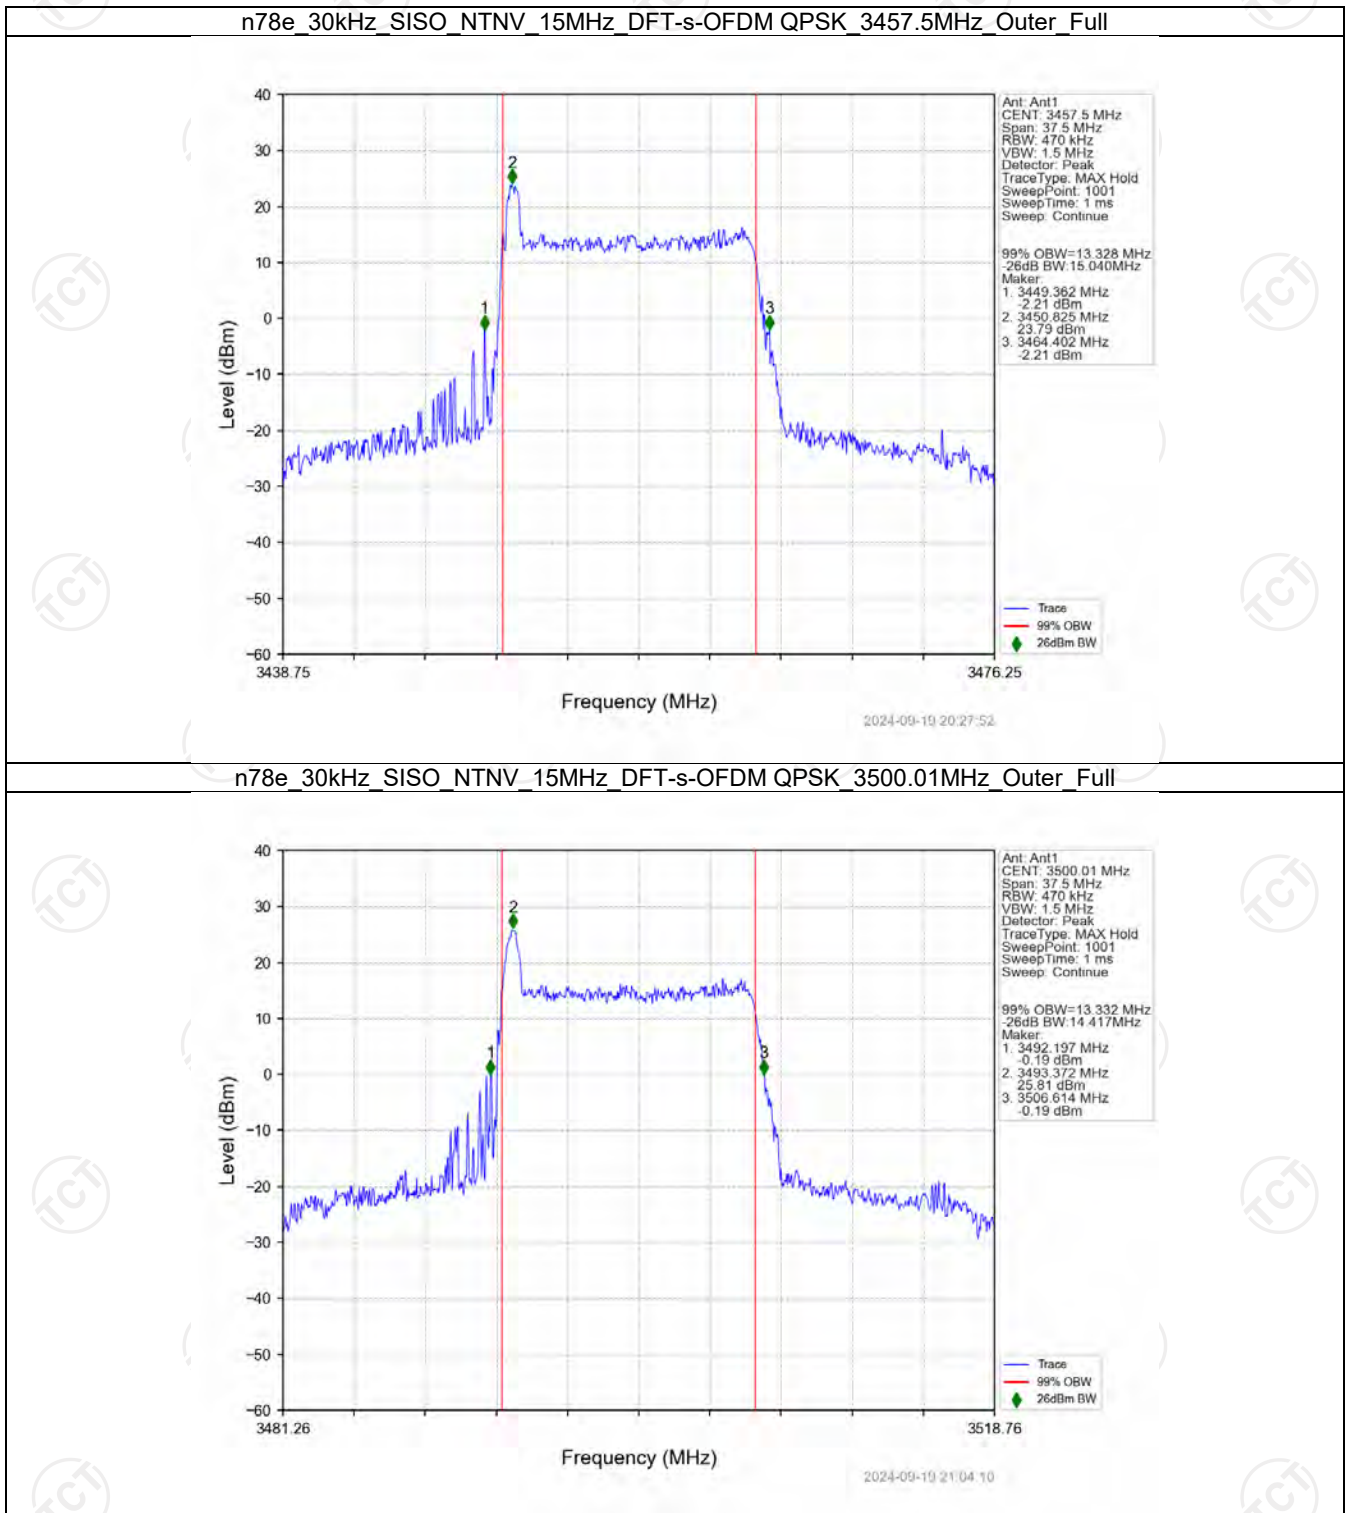 n78e_30kHz_SISO_NTNV_15MHz_DFT-s-OFDM QPSK_3457.5MHz_Outer_Full
40
30
20
10
0
−10
−20
−30
−40
−50
−60
Level (dBm)
2
1
3
3438.75
3476.25
Frequency (MHz)
Ant: Ant1
CENT: 3457.5 MHz
Span: 37.5 MHz
RBW: 470 kHz
VBW: 1.5 MHz
Detector: Peak
TraceType: MAX Hold
SweepPoint: 1001
SweepTime: 1 ms
Sweep: Continue
99% OBW=13.328 MHz
-26dB BW:15.040MHz
Maker:
1. 3449.362 MHz
-2.21 dBm
2. 3450.825 MHz
23.79 dBm
3. 3464.402 MHz
-2.21 dBm
Trace
99% OBW
26dBm BW
2024-09-19 20:27:52
n78e_30kHz_SISO_NTNV_15MHz_DFT-s-OFDM QPSK_3500.01MHz_Outer_Full
40
30
20
10
0
−10
−20
−30
−40
−50
−60
Level (dBm)
2
1
3
3481.26
3518.76
Frequency (MHz)
Ant: Ant1
CENT: 3500.01 MHz
Span: 37.5 MHz
RBW: 470 kHz
VBW: 1.5 MHz
Detector: Peak
TraceType: MAX Hold
SweepPoint: 1001
SweepTime: 1 ms
Sweep: Continue
99% OBW=13.332 MHz
-26dB BW:14.417MHz
Maker:
1. 3492.197 MHz
-0.19 dBm
2. 3493.372 MHz
25.81 dBm
3. 3506.614 MHz
-0.19 dBm
Trace
99% OBW
26dBm BW
2024-09-19 21:04:10
TCT
TCT
TCT
TCT
TCT
TCT
TCT
TCT
TCT
TCT